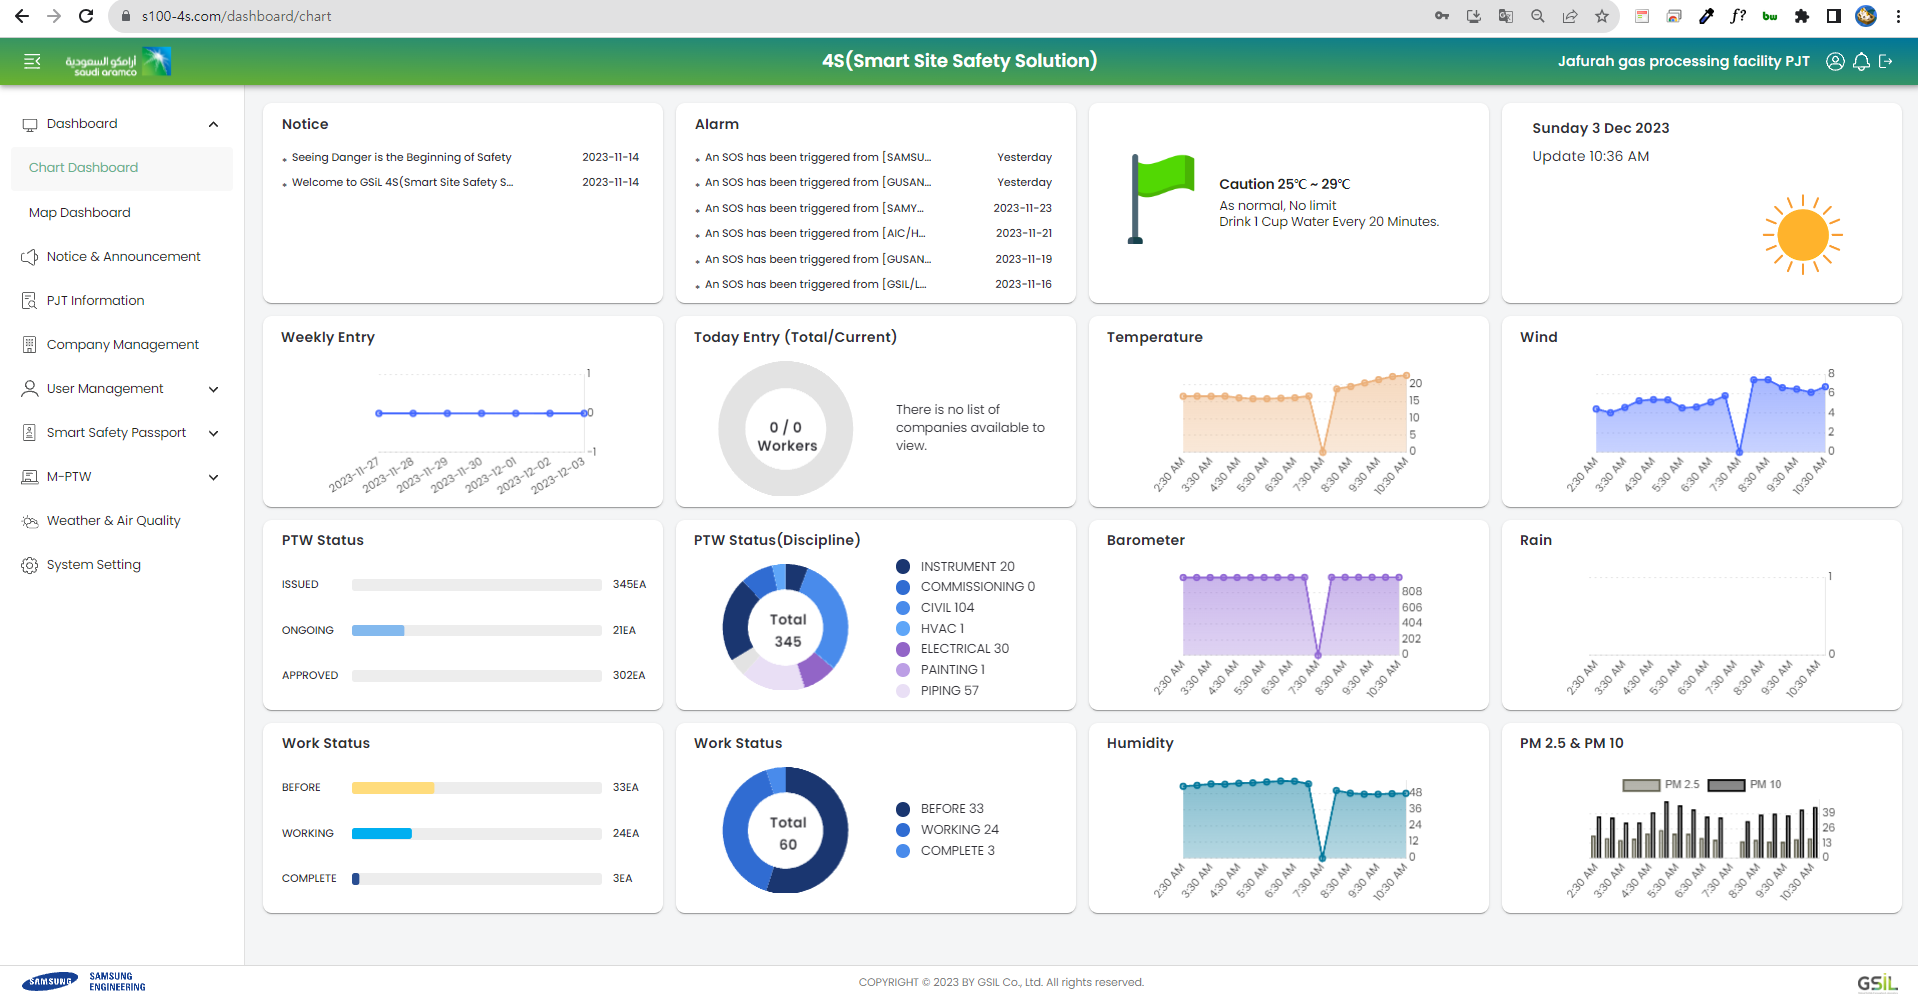 s100-4s.com/dashboard/chart
أرامكو السعودية
saudi aramco
4S(Smart Site Safety Solution)
Jafurah gas processing facility PJT
Dashboard
Chart Dashboard
Map Dashboard
Notice & Announcement
PJT Information
Company Management
User Management
Smart Safety Passport
M-PTW
Weather & Air Quality
System Setting
Notice
Seeing Danger is the Beginning of Safety 2023-11-14
Welcome to GSiL 4S(Smart Site Safety S... 2023-11-14
Alarm
An SOS has been triggered from [SAMSU... Yesterday
An SOS has been triggered from [GUSAN... Yesterday
An SOS has been triggered from [SAMY... 2023-11-23
An SOS has been triggered from [AIC/H... 2023-11-21
An SOS has been triggered from [GUSAN... 2023-11-19
An SOS has been triggered from [GSIL/L... 2023-11-16
Caution 25℃ ~ 29℃
As normal, No limit
Drink 1 Cup Water Every 20 Minutes.
Sunday 3 Dec 2023
Update 10:36 AM
Weekly Entry
1
0
-1
2023-11-27 2023-11-28 2023-11-29 2023-11-30 2023-12-01 2023-12-02 2023-12-03
Today Entry (Total/Current)
0 / 0
Workers
There is no list of
companies available to
view.
Temperature
20
15
10
5
0
2:30 AM 3:30 AM 4:30 AM 5:30 AM 6:30 AM 7:30 AM 8:30 AM 9:30 AM 10:30 AM
Wind
8
6
4
2
0
2:30 AM 3:30 AM 4:30 AM 5:30 AM 6:30 AM 7:30 AM 8:30 AM 9:30 AM 10:30 AM
PTW Status
ISSUED 345EA
ONGOING 21EA
APPROVED 302EA
PTW Status(Discipline)
Total
345
INSTRUMENT 20
COMMISSIONING 0
CIVIL 104
HVAC 1
ELECTRICAL 30
PAINTING 1
PIPING 57
Barometer
808
606
404
202
0
2:30 AM 3:30 AM 4:30 AM 5:30 AM 6:30 AM 7:30 AM 8:30 AM 9:30 AM 10:30 AM
Rain
1
0
2:30 AM 3:30 AM 4:30 AM 5:30 AM 6:30 AM 7:30 AM 8:30 AM 9:30 AM 10:30 AM
Work Status
BEFORE 33EA
WORKING 24EA
COMPLETE 3EA
Work Status
Total
60
BEFORE 33
WORKING 24
COMPLETE 3
Humidity
48
36
24
12
0
2:30 AM 3:30 AM 4:30 AM 5:30 AM 6:30 AM 7:30 AM 8:30 AM 9:30 AM 10:30 AM
PM 2.5 & PM 10
PM 2.5 PM 10
39
26
13
0
2:30 AM 3:30 AM 4:30 AM 5:30 AM 6:30 AM 7:30 AM 8:30 AM 9:30 AM 10:30 AM
SAMSUNG
SAMSUNG
ENGINEERING
COPYRIGHT © 2023 BY GSIL Co., Ltd. All rights reserved.
GSIL